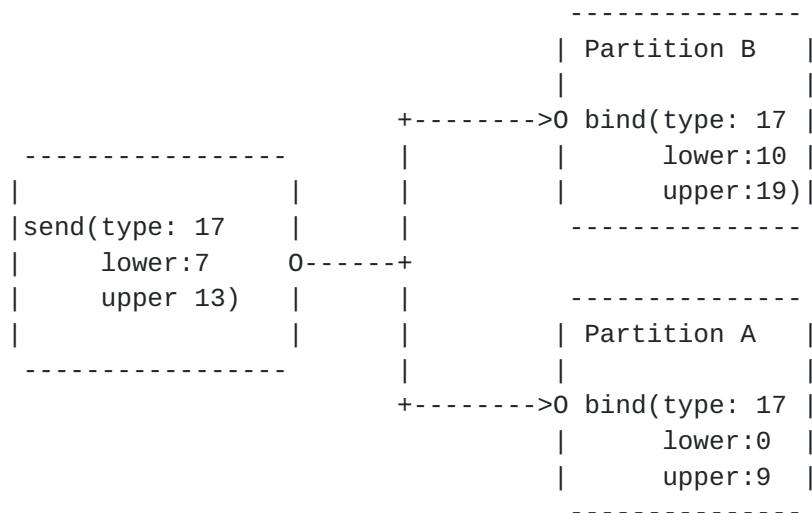 Partition B
bind(type: 17
lower:10
upper:19)
send(type: 17
lower:7
upper 13)
Partition A
bind(type: 17
lower:0
upper:9